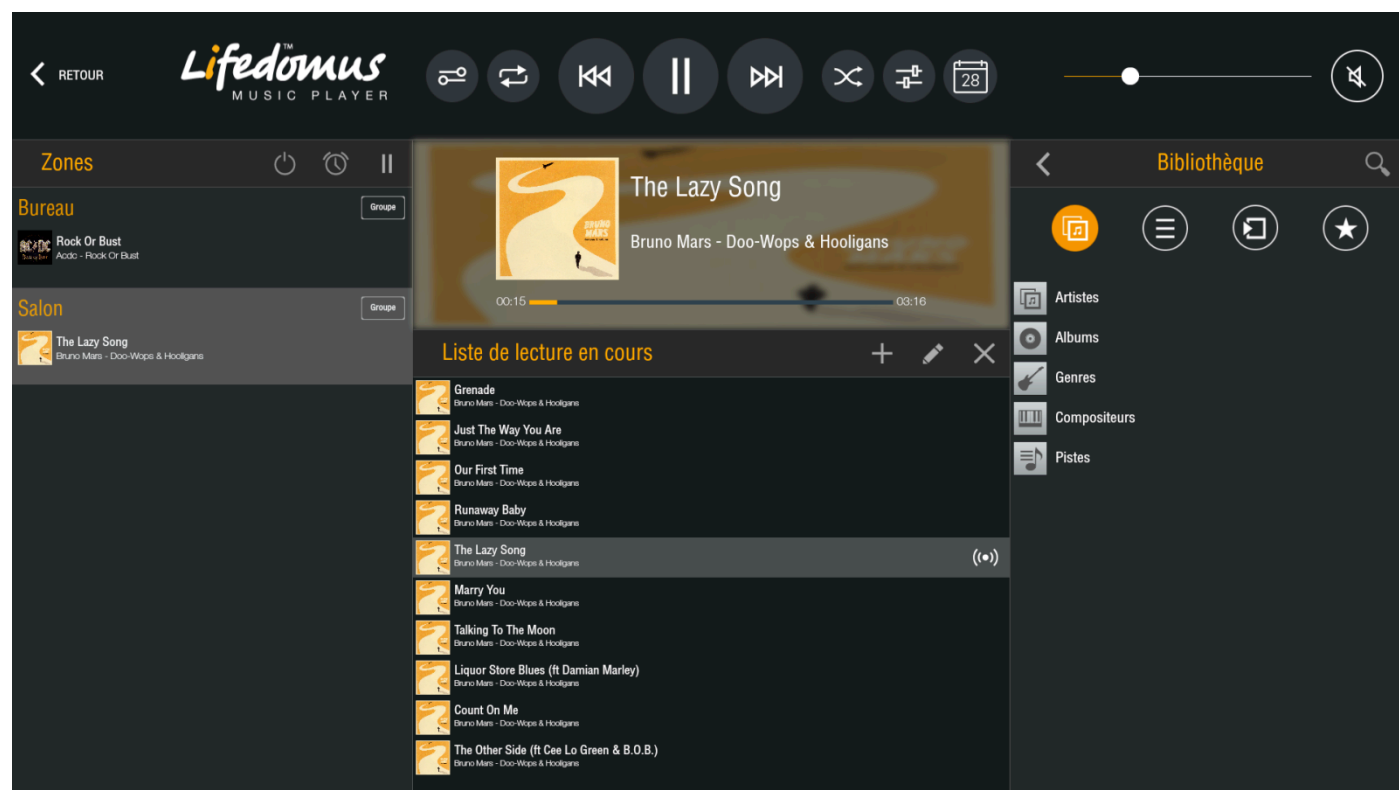 RETOUR
Lifedomus™
MUSIC PLAYER
28
Zones
Bureau
Groupe
Rock Or Bust
Acdc - Rock Or Bust
Salon
Groupe
The Lazy Song
Bruno Mars - Doo-Wops & Hooligans
BRUNO
MARS
The Lazy Song
Bruno Mars - Doo-Wops & Hooligans
00:15
03:16
Liste de lecture en cours
Grenade
Bruno Mars - Doo-Wops & Hooligans
Just The Way You Are
Bruno Mars - Doo-Wops & Hooligans
Our First Time
Bruno Mars - Doo-Wops & Hooligans
Runaway Baby
Bruno Mars - Doo-Wops & Hooligans
The Lazy Song
Bruno Mars - Doo-Wops & Hooligans
Marry You
Bruno Mars - Doo-Wops & Hooligans
Talking To The Moon
Bruno Mars - Doo-Wops & Hooligans
Liquor Store Blues (ft Damian Marley)
Bruno Mars - Doo-Wops & Hooligans
Count On Me
Bruno Mars - Doo-Wops & Hooligans
The Other Side (ft Cee Lo Green & B.O.B.)
Bruno Mars - Doo-Wops & Hooligans
Bibliothèque
Artistes
Albums
Genres
Compositeurs
Pistes